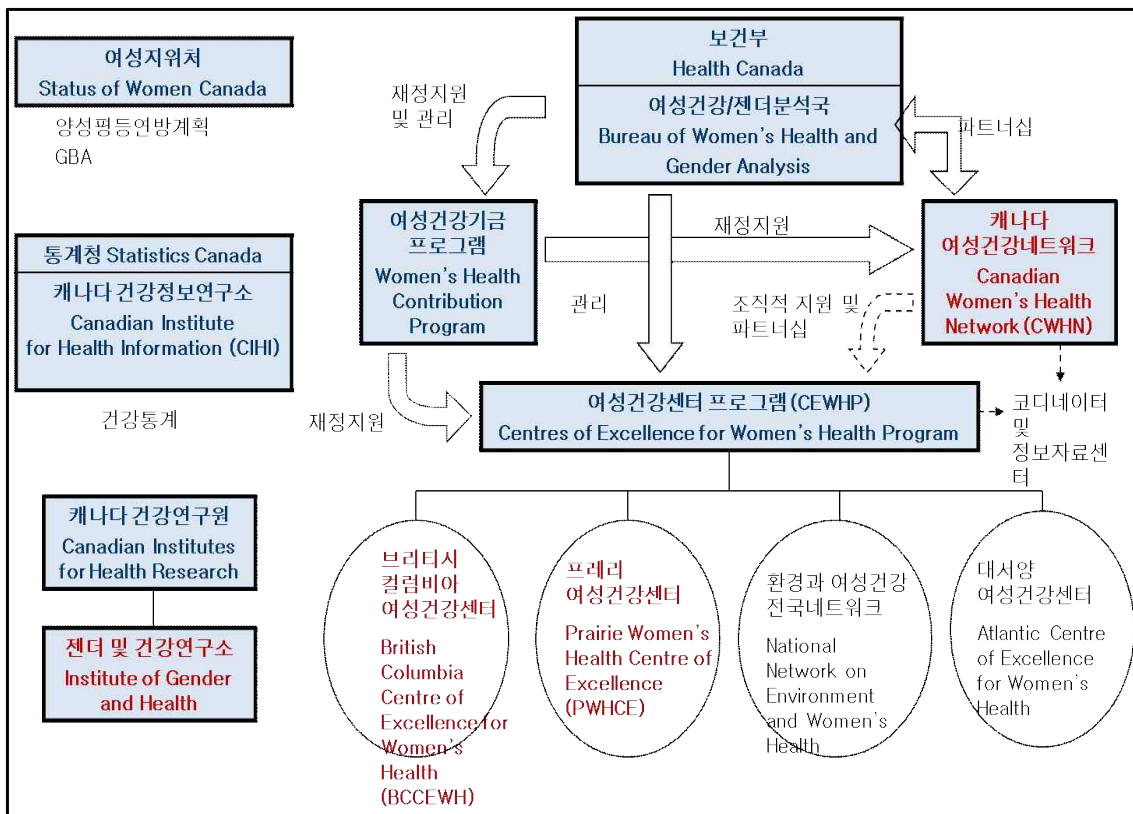 여성지위처
Status of Women Canada
양성평등연방계획
GBA
통계청 Statistics Canada
캐나다 건강정보연구소
Canadian Institute
for Health Information (CIHI)
건강통계
캐나다 건강연구원
Canadian Institutes
for Health Research
젠더 및 건강연구소
Institute of Gender
and Health
보건부
Health Canada
여성건강/젠더분석국
Bureau of Women's Health and
Gender Analysis
재정지원
및 관리
파트너십
여성건강기금
프로그램
Women's Health
Contribution
Program
재정지원
캐나다
여성건강네트워크
Canadian
Women's Health
Network (CWHN)
관리
조직적 지원 및
파트너십
재정지원
여성건강센터 프로그램(CEWHP)
Centres of Excellence for Women's Health Program
코디네이터
및
정보자료센
터
브리티시
컬럼비아
여성건강센터
British
Columbia
Centre of
Excellence for
Women's
Health
(BCCEWH)
프레리
여성건강센터
Prairie Women's
Health Centre of
Excellence
(PWHCE)
환경과 여성건강
전국네트워크
National
Network on
Environment
and Women's
Health
대서양
여성건강센터
Atlantic Centre
of Excellence
for Women's
Health